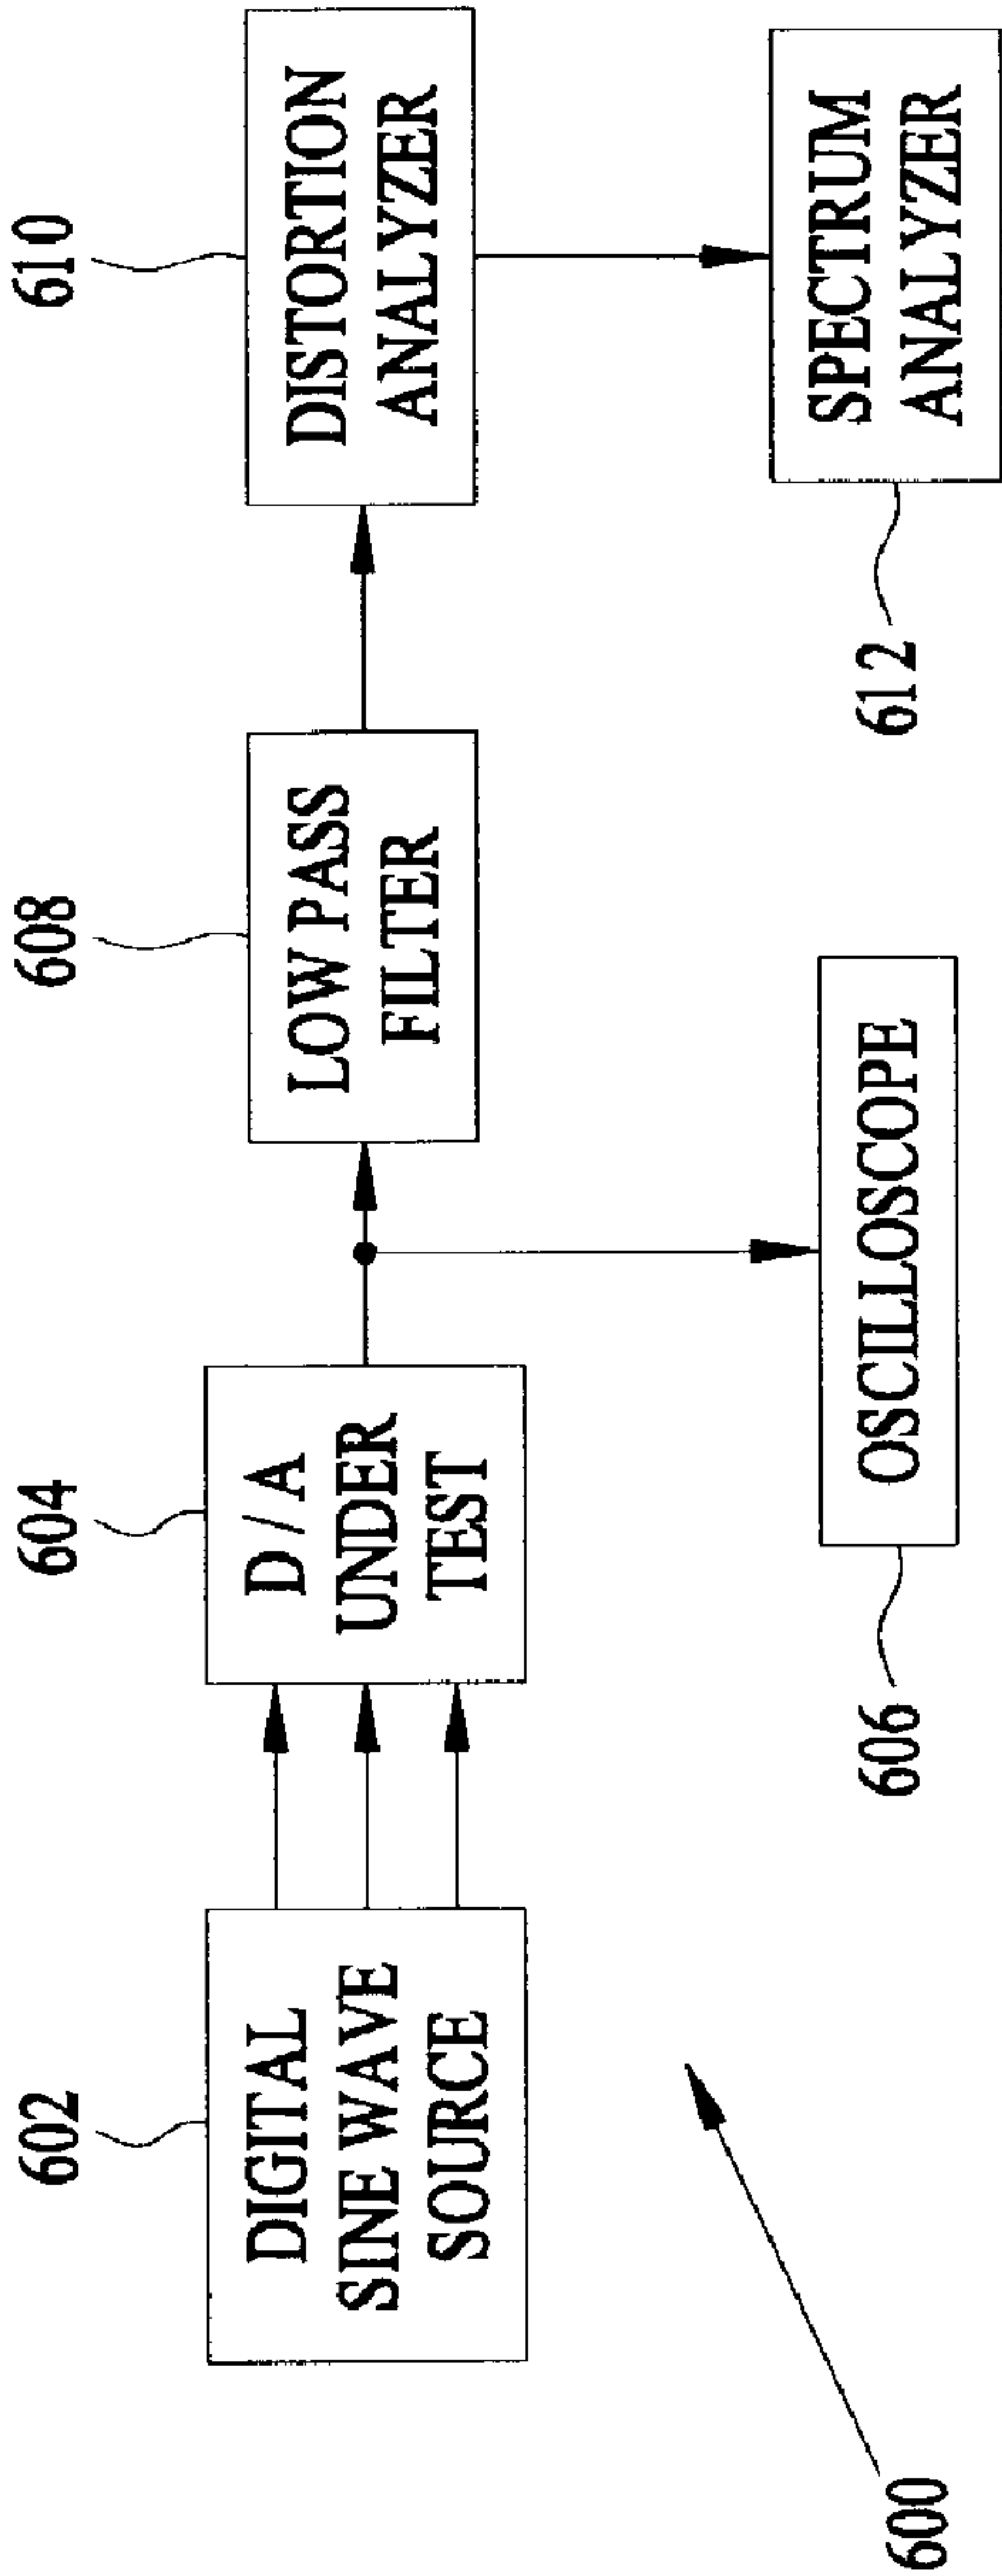 602
DIGITAL
SINE WAVE
SOURCE
604
D/A
UNDER
TEST
608
LOW PASS
FILTER
610
DISTORTION
ANALYZER
606
OSCILLOSCOPE
612
SPECTRUM
ANALYZER
600